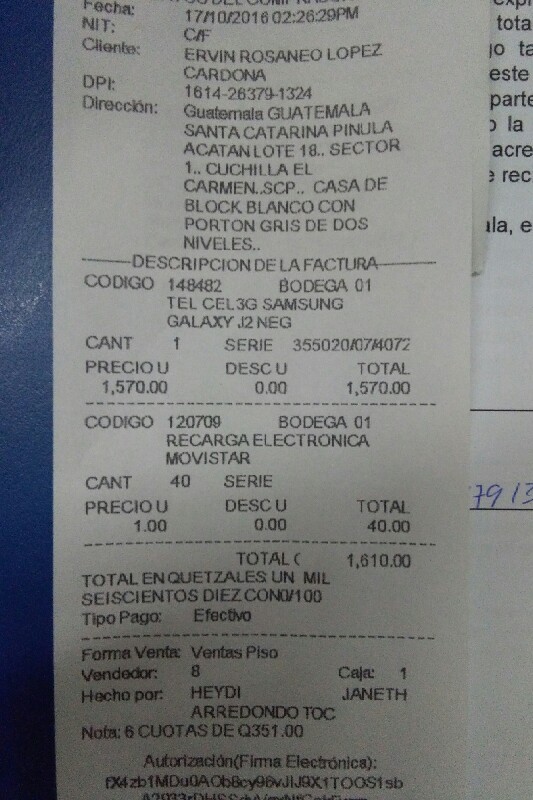 Fecha: 17/10/2016 02:26:29PM
NIT: C/F
Cliente: ERVIN ROSANEO LOPEZ
CARDONA
DPI: 1614-26379-1324
Dirección: Guatemala GUATEMALA
SANTA CATARINA PINULA
ACATAN LOTE 18.. SECTOR
1.. CUCHILLA EL
CARMEN..SCP.. CASA DE
BLOCK BLANCO CON
PORTON GRIS DE DOS
NIVELES..
DESCRIPCION DE LA FACTURA
CODIGO 148482 BODEGA 01
TEL CEL3G SAMSUNG
GALAXY J2 NEG
CANT 1 SERIE 355020/07/4072
PRECIO U DESC U TOTAL
1,570.00 0.00 1,570.00
CODIGO 120709 BODEGA 01
RECARGA ELECTRONICA
MOVISTAR
CANT 40 SERIE
PRECIO U DESC U TOTAL
1.00 0.00 40.00
TOTAL ( 1,610.00
TOTAL EN QUETZALES: UN MIL
SEISCIENTOS DIEZ CON0/100
Tipo Pago: Efectivo
Forma Venta: Ventas Piso
Vendedor: 8 Caja: 1
Hecho por: HEYDI JANETH
ARREDONDO TOC
Nota: 6 CUOTAS DE Q351.00
Autorización(Firma Electrónica):
tota
este
parte
la
acre
rec
ala, e